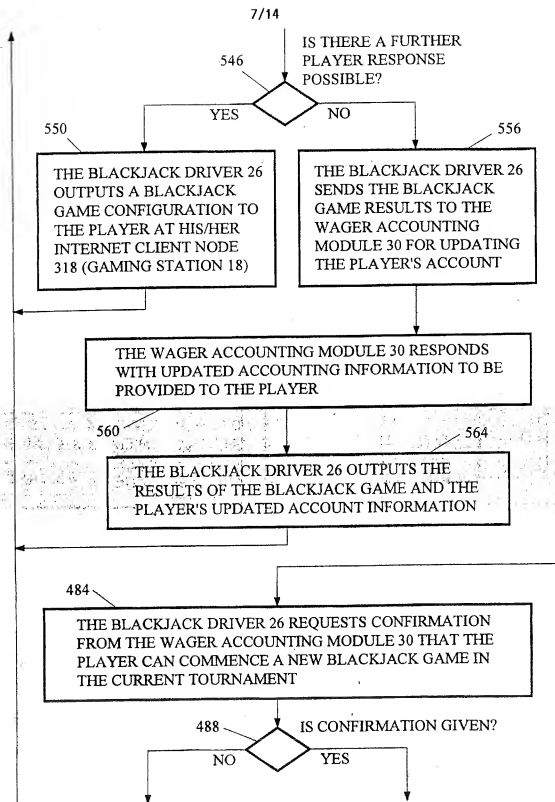 7/14
IS THERE A FURTHER
PLAYER RESPONSE
POSSIBLE?
546
YES
NO
550
THE BLACKJACK DRIVER 26
OUTPUTS A BLACKJACK
GAME CONFIGURATION TO
THE PLAYER AT HIS/HER
INTERNET CLIENT NODE
318 (GAMING STATION 18)
556
THE BLACKJACK DRIVER 26
SENDS THE BLACKJACK
GAME RESULTS TO THE
WAGER ACCOUNTING
MODULE 30 FOR UPDATING
THE PLAYER'S ACCOUNT
THE WAGER ACCOUNTING MODULE 30 RESPONDS
WITH UPDATED ACCOUNTING INFORMATION TO BE
PROVIDED TO THE PLAYER
560
564
THE BLACKJACK DRIVER 26 OUTPUTS THE
RESULTS OF THE BLACKJACK GAME AND THE
PLAYER'S UPDATED ACCOUNT INFORMATION
484
THE BLACKJACK DRIVER 26 REQUESTS CONFIRMATION
FROM THE WAGER ACCOUNTING MODULE 30 THAT THE
PLAYER CAN COMMENCE A NEW BLACKJACK GAME IN
THE CURRENT TOURNAMENT
488
IS CONFIRMATION GIVEN?
NO
YES